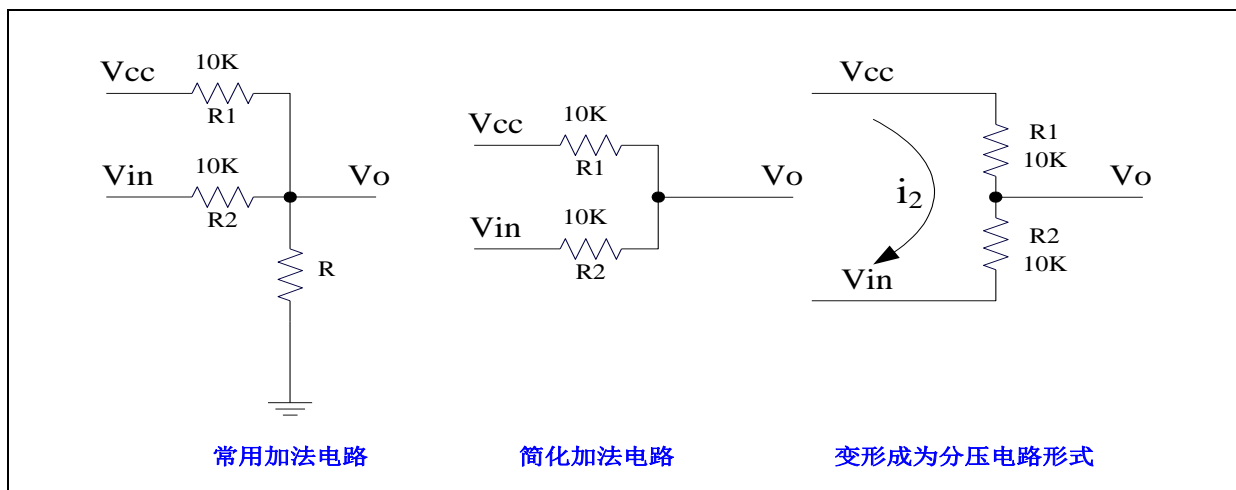 10K
Vcc
R1
10K
Vin
R2
Vo
R
常用加法电路
10K
Vcc
R1
Vo
10K
Vin
R2
简化加法电路
Vcc
R1
10K
Vo
i₂
R2
10K
Vin
变形成为分压电路形式